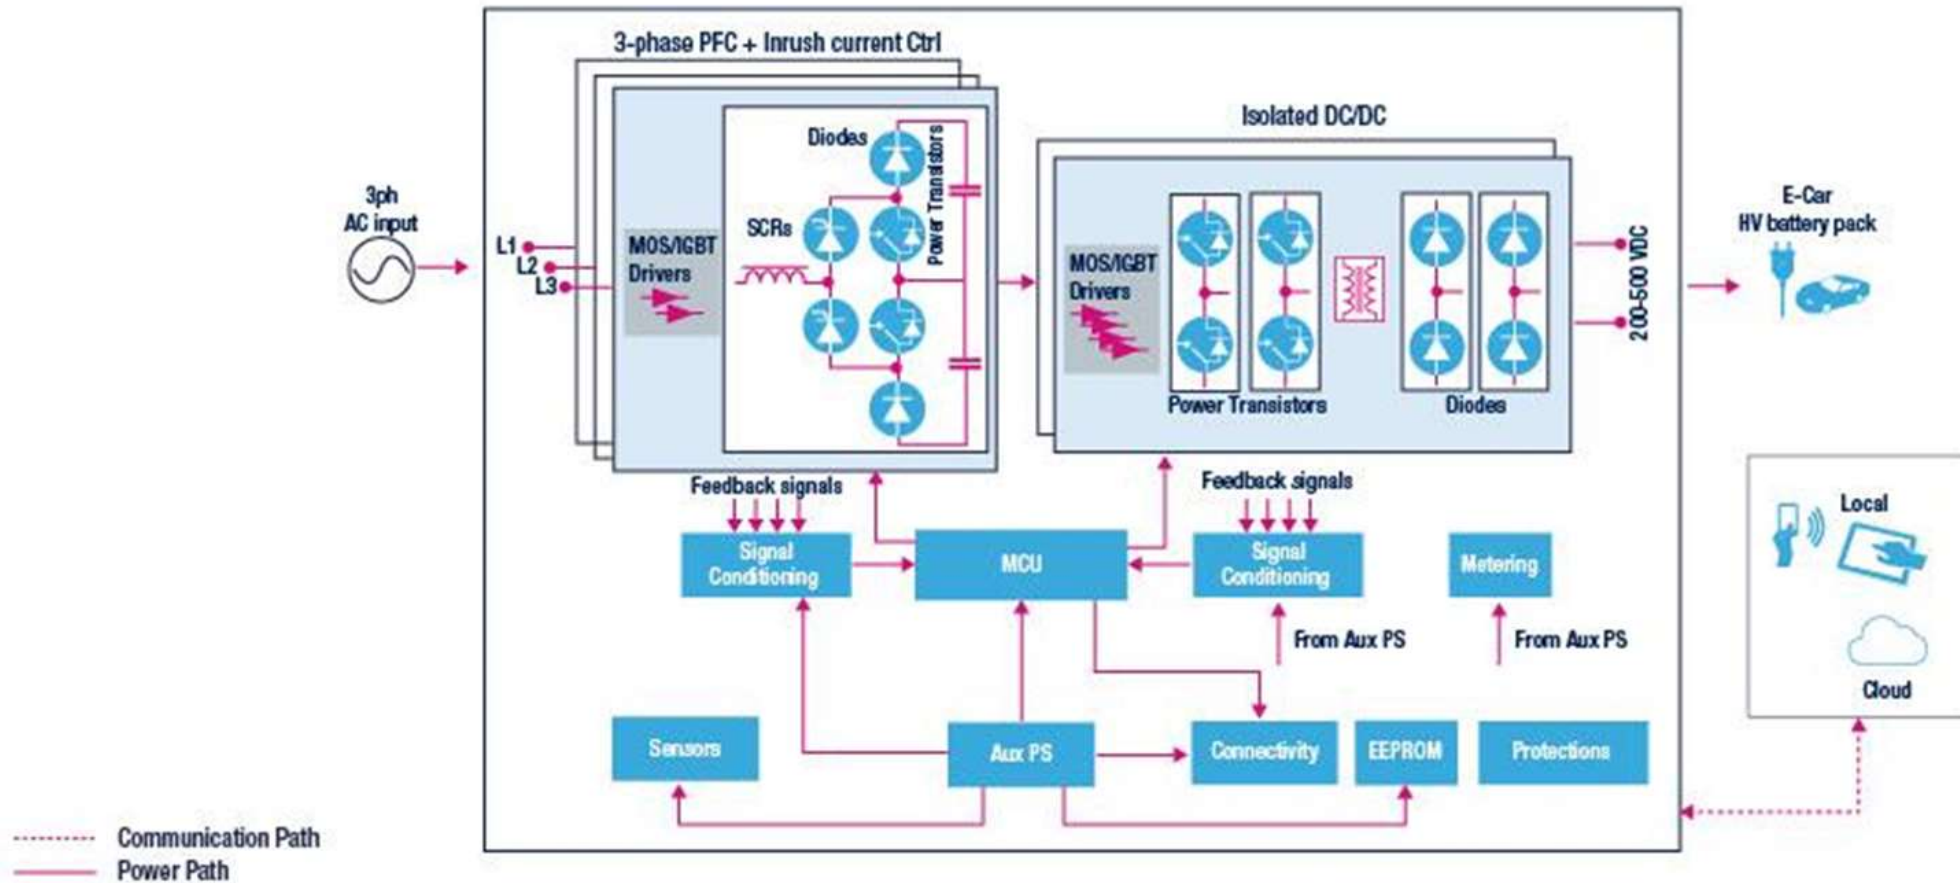 3-phase PFC + Inrush current Ctrl
Isolated DC/DC
3ph
AC input
L1
L2
L3
MOS/IGBT
Drivers
Diodes
SCRs
Power Transistors
MOS/IGBT
Drivers
Power Transistors
Diodes
200-500 VDC
E-Car
HV battery pack
Feedback signals
Feedback signals
Signal
Conditioning
MCU
Signal
Conditioning
Metering
From Aux PS
From Aux PS
Local
Cloud
Sensors
Aux PS
Connectivity
EEPROM
Protections
Communication Path
Power Path